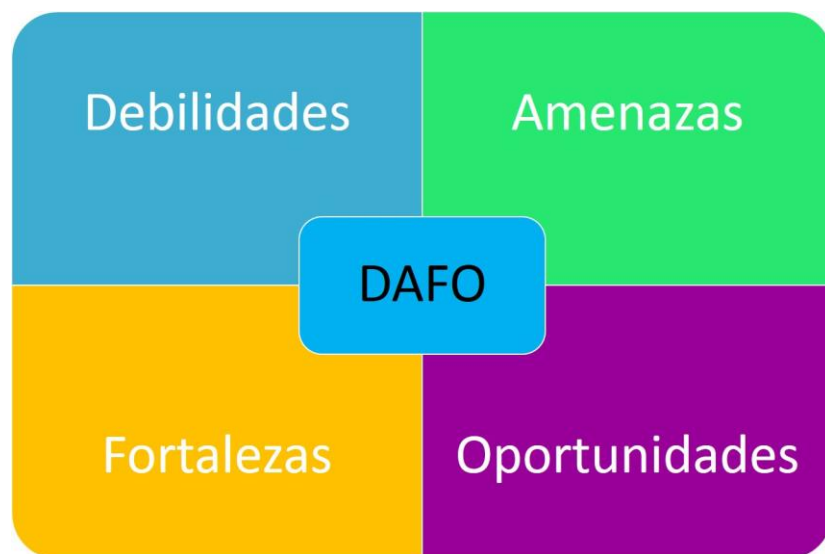 Debilidades
Amenazas
DAFO
Fortalezas
Oportunidades